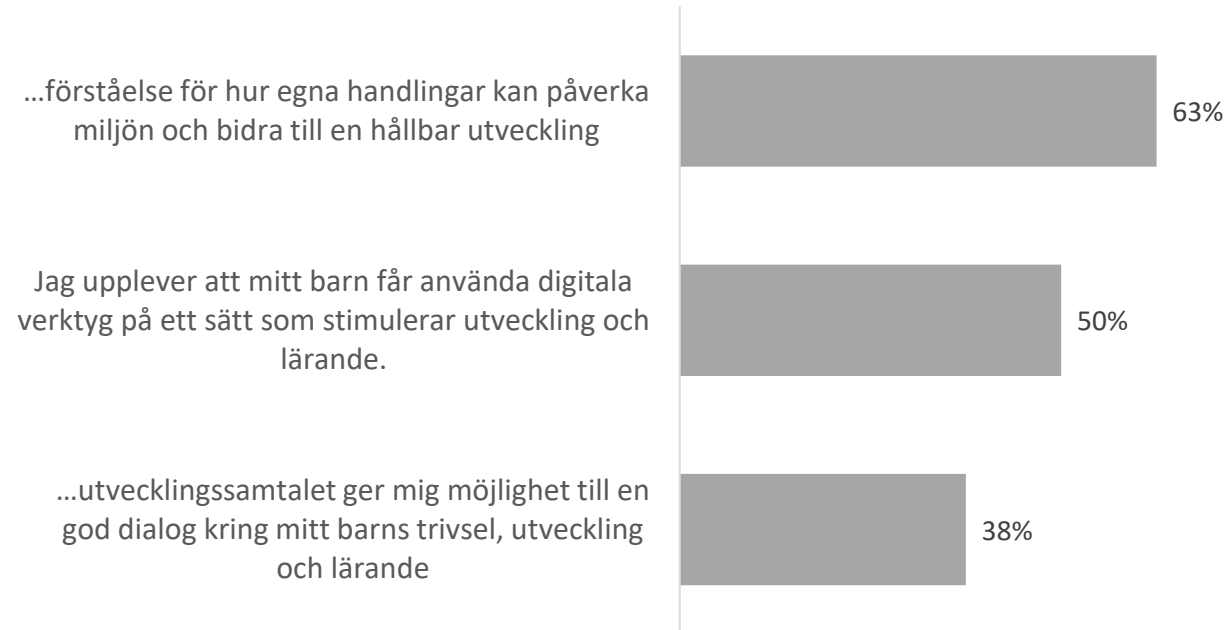 ...förståelse för hur egna handlingar kan påverka
miljön och bidra till en hållbar utveckling
63%
Jag upplever att mitt barn får använda digitala
verktyg på ett sätt som stimulerar utveckling och
lärande.
50%
...utvecklingssamtalet ger mig möjlighet till en
god dialog kring mitt barns trivsel, utveckling
och lärande
38%